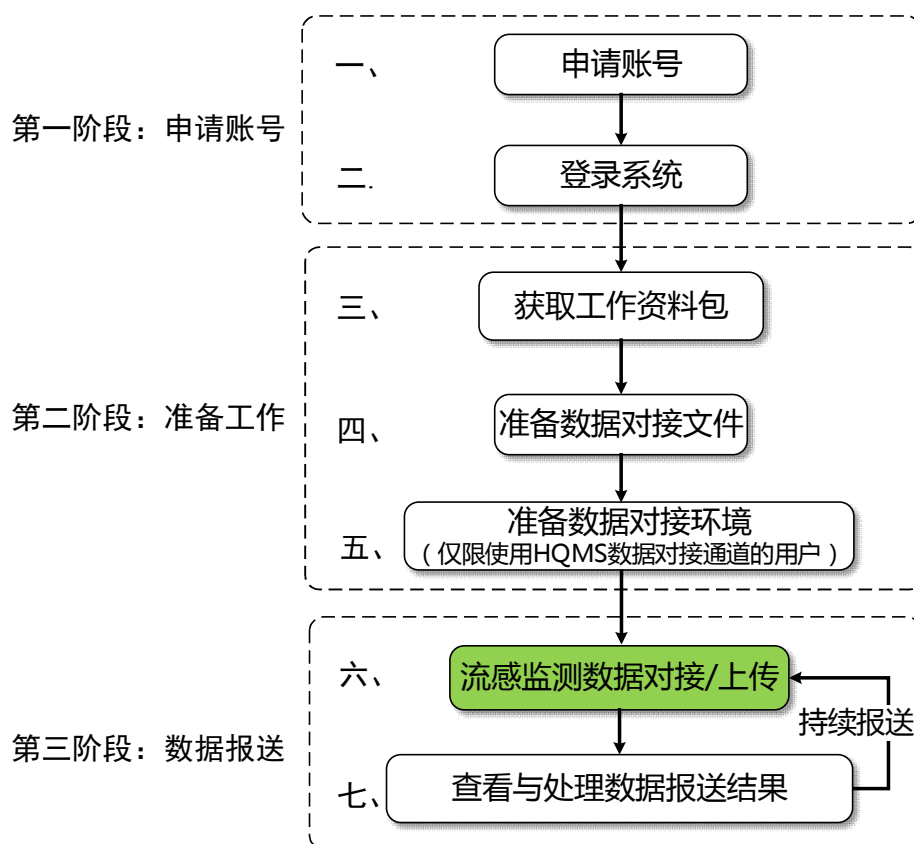 一、
申请账号
第一阶段：申请账号
二.
登录系统
三、
获取工作资料包
第二阶段：准备工作
四、
准备数据对接文件
五、
准备数据对接环境
（仅限使用HQMS数据对接通道的用户）
六、
流感监测数据对接/上传
持续报送
第三阶段：数据报送
七、
查看与处理数据报送结果